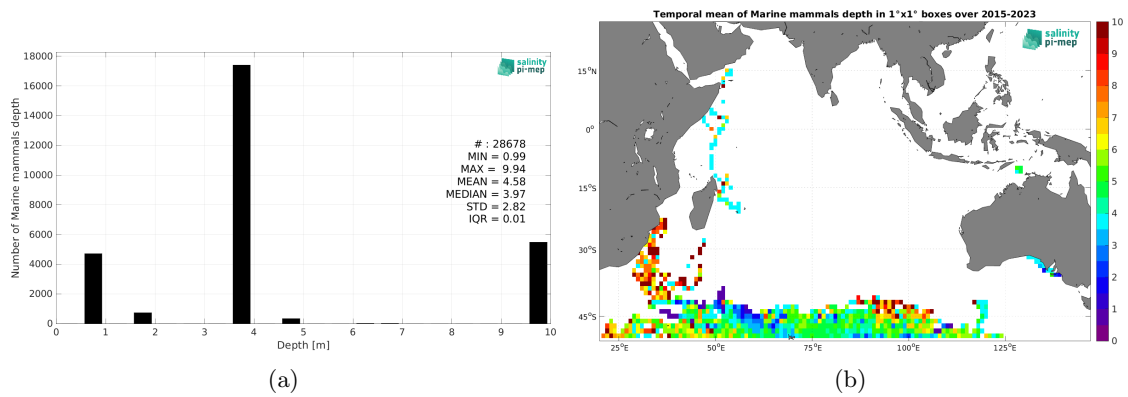 salinity
pi-mep
18000
16000
14000
12000
10000
8000
6000
4000
2000
0
Number of Marine mammals depth
# : 28678
MIN = 0.99
MAX = 9.94
MEAN = 4.58
MEDIAN = 3.97
STD = 2.82
IQR = 0.01
0 1 2 3 4 5 6 7 8 9 10
Depth [m]
(a)
Temporal mean of Marine mammals depth in 1°x1° boxes over 2015-2023
salinity
pi-mep
15°N
0°
15°S
30°S
45°S
25°E 50°E 75°E 100°E 125°E
10
9
8
7
6
5
4
3
2
1
0
(b)